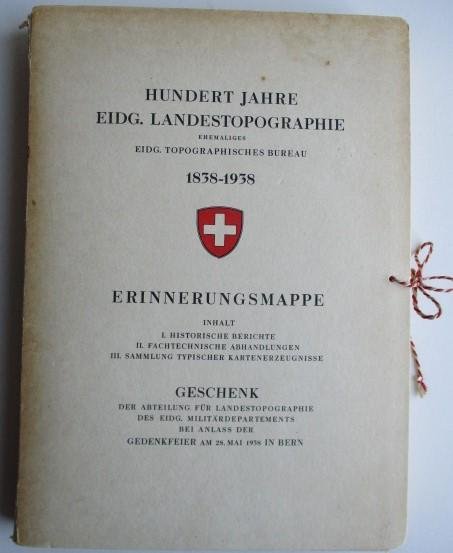 HUNDERT JAHRE
EIDG. LANDESTOPOGRAPHIE
EHEMALIGES
EIDG. TOPOGRAPHISCHES BUREAU
1838-1938
ERINNERUNGSMAPPE
INHALT
I. HISTORISCHE BERICHTE
II. FACHTECHNISCHE ABHANDLUNGEN
III. SAMMLUNG TYPISCHER KARTENERZEUGNISSE
GESCHENK
DER ABTEILUNG FÜR LANDESTOPOGRAPHIE
DES EIDG. MILITÄRDEPARTEMENTS
BEI ANLASS DER
GEDENKFEIER AM 28. MAI 1938 IN BERN